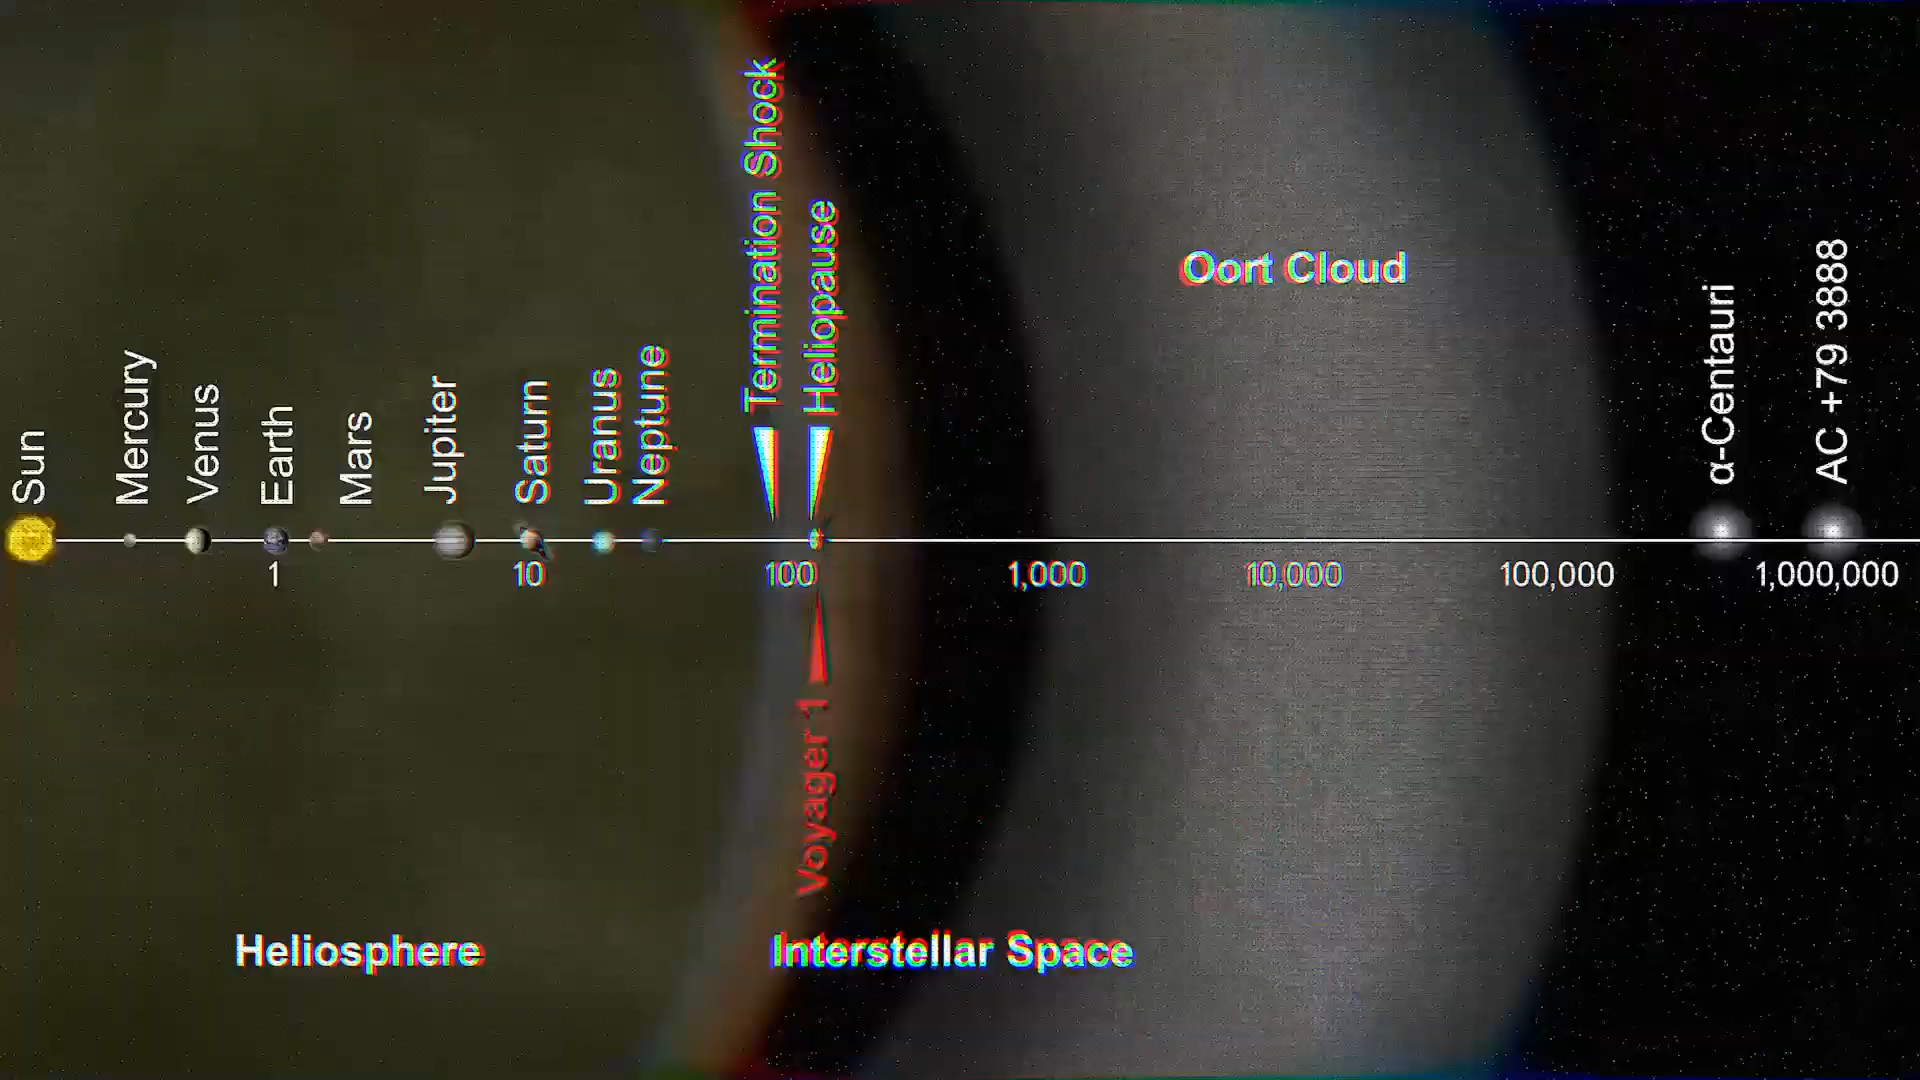 Sun
Mercury
Venus
Earth
Mars
Jupiter
Saturn
Uranus
Neptune
Termination Shock
Heliopause
Oort Cloud
α-Centauri
AC +79 3888
1
10
100
1,000
10,000
100,000
1,000,000
Voyager 1
Heliosphere
Interstellar Space